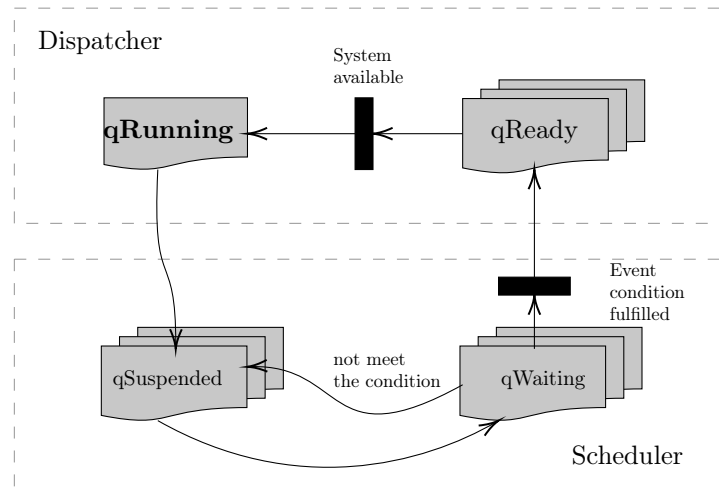 Dispatcher
System
available
qRunning
qReady
Event
condition
fulfilled
not meet
the condition
qSuspended
qWaiting
Scheduler